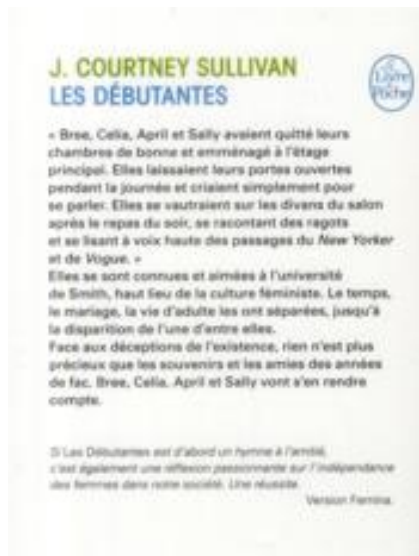 J. COURTNEY SULLIVAN
LES DÉBUTANTES
Le
Livre
de
Poche
« Bree, Celia, April et Sally avaient quitté leurs
chambres de bonne et emménagé à l'étage
principal. Elles laissaient leurs portes ouvertes
pendant la journée et criaient simplement pour
se parler. Elles se vautraient sur les divans du salon
après le repas du soir, se racontant des ragots
et se lisant à voix haute des passages du New Yorker
et de Vogue. »
Elles se sont connues et aimées à l'université
de Smith, haut lieu de la culture féministe. Le temps,
le mariage, la vie d'adulte les ont séparées, jusqu'à
la disparition de l'une d'entre elles.
Face aux déceptions de l'existence, rien n'est plus
précieux que les souvenirs et les amies des années
de fac. Bree, Celia, April et Sally vont s'en rendre
compte.
Si Les Débutantes est d'abord un hymne à l'amitié,
c'est également une réflexion passionnante sur l'indépendance
des femmes dans notre société. Une réussite.
Version Femina.